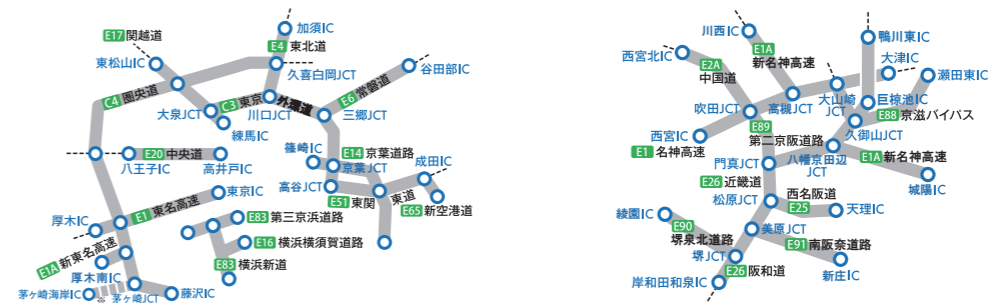 加須IC
E17 関越道
E4 東北道
東松山IC
久喜白岡JCT
谷田部IC
C4 圏央道
E6 常磐道
C3 東京外環道
大泉JCT
川口JCT
三郷JCT
練馬IC
篠崎IC
E14 京葉道路
E20 中央道
京葉JCT
成田IC
八王子IC
高井戸IC
高谷JCT
東京IC
E51 東関東道
E65 新空港道
E1 東名高速
厚木IC
E83 第三京浜道路
E1A 新東名高速
E16 横浜横須賀道路
厚木南IC
E83 横浜新道
茅ヶ崎海岸IC
茅ヶ崎JCT
藤沢IC
川西IC
鴨川東IC
西宮北IC
E1A
新名神高速
E2A
中国道
大津IC
瀬田東IC
吹田JCT
高槻JCT
大山崎
JCT
巨椋池IC
E88 京滋バイパス
西宮IC
E89
久御山JCT
第二京阪道路
E1 名神高速
門真JCT
八幡京田辺
JCT
E1A 新名神高速
城陽IC
E26 近畿道
松原JCT
西名阪道
E25
天理IC
綾園IC
E90
堺泉北道路
美原JCT
E91 南阪奈道路
堺JCT
新庄IC
E26 阪和道
岸和田和泉IC